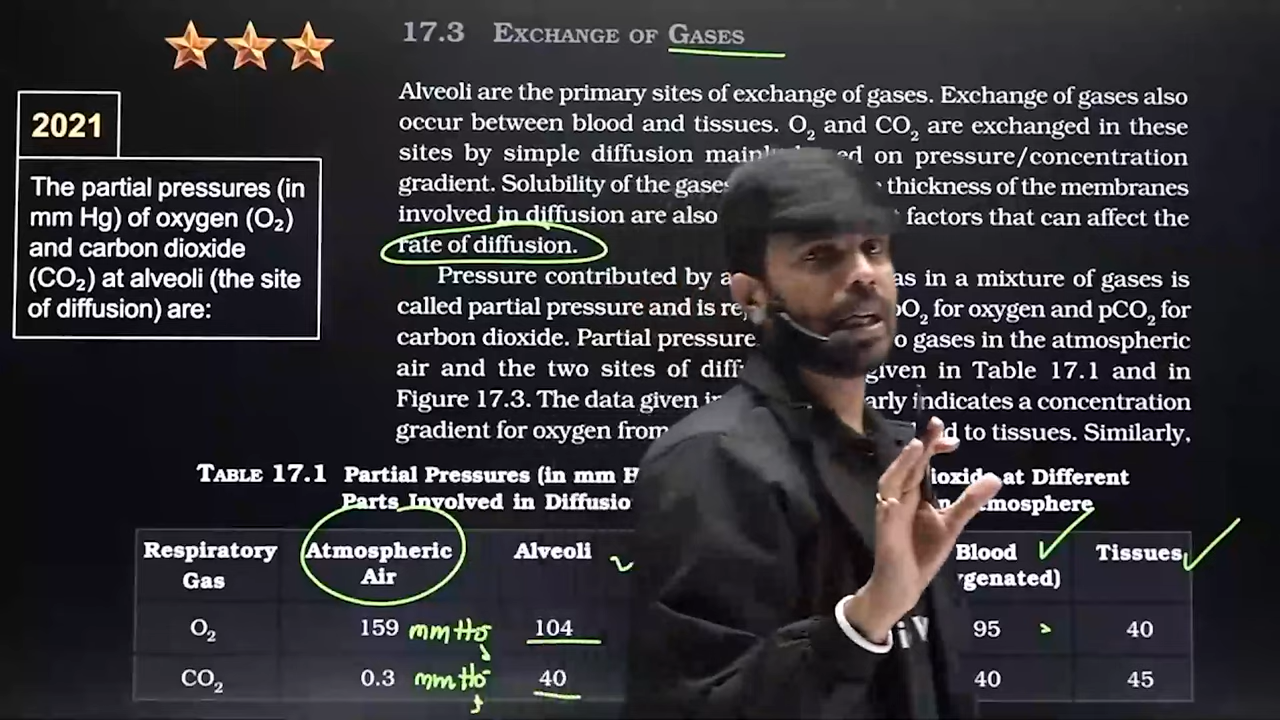 17.3 EXCHANGE OF GASES
Alveoli are the primary sites of exchange of gases. Exchange of gases also
occur between blood and tissues. O₂ and CO₂ are exchanged in these
sites by simple diffusion on pressure/concentration
gradient. Solubility of the gases thickness of the membranes
involved in diffusion are also factors that can affect the
rate of diffusion.
Pressure contributed by in a mixture of gases is
called partial pressure and is for oxygen and pCO₂ for
carbon dioxide. Partial gases in the atmospheric
air and the two sites of given in Table 17.1 and in
Figure 17.3. The data given indicates a concentration
gradient for oxygen to tissues. Similarly,
2021
The partial pressures (in
mm Hg) of oxygen (O₂)
and carbon dioxide
(CO₂) at alveoli (the site
of diffusion) are:
TABLE 17.1 Partial Pressures (in mm at Different
Parts Involved in
Respiratory Gas Atmospheric Air Alveoli Blood Tissues
O₂ 159 mmHg 104 95 40
CO₂ 0.3 mmHg 40 40 45